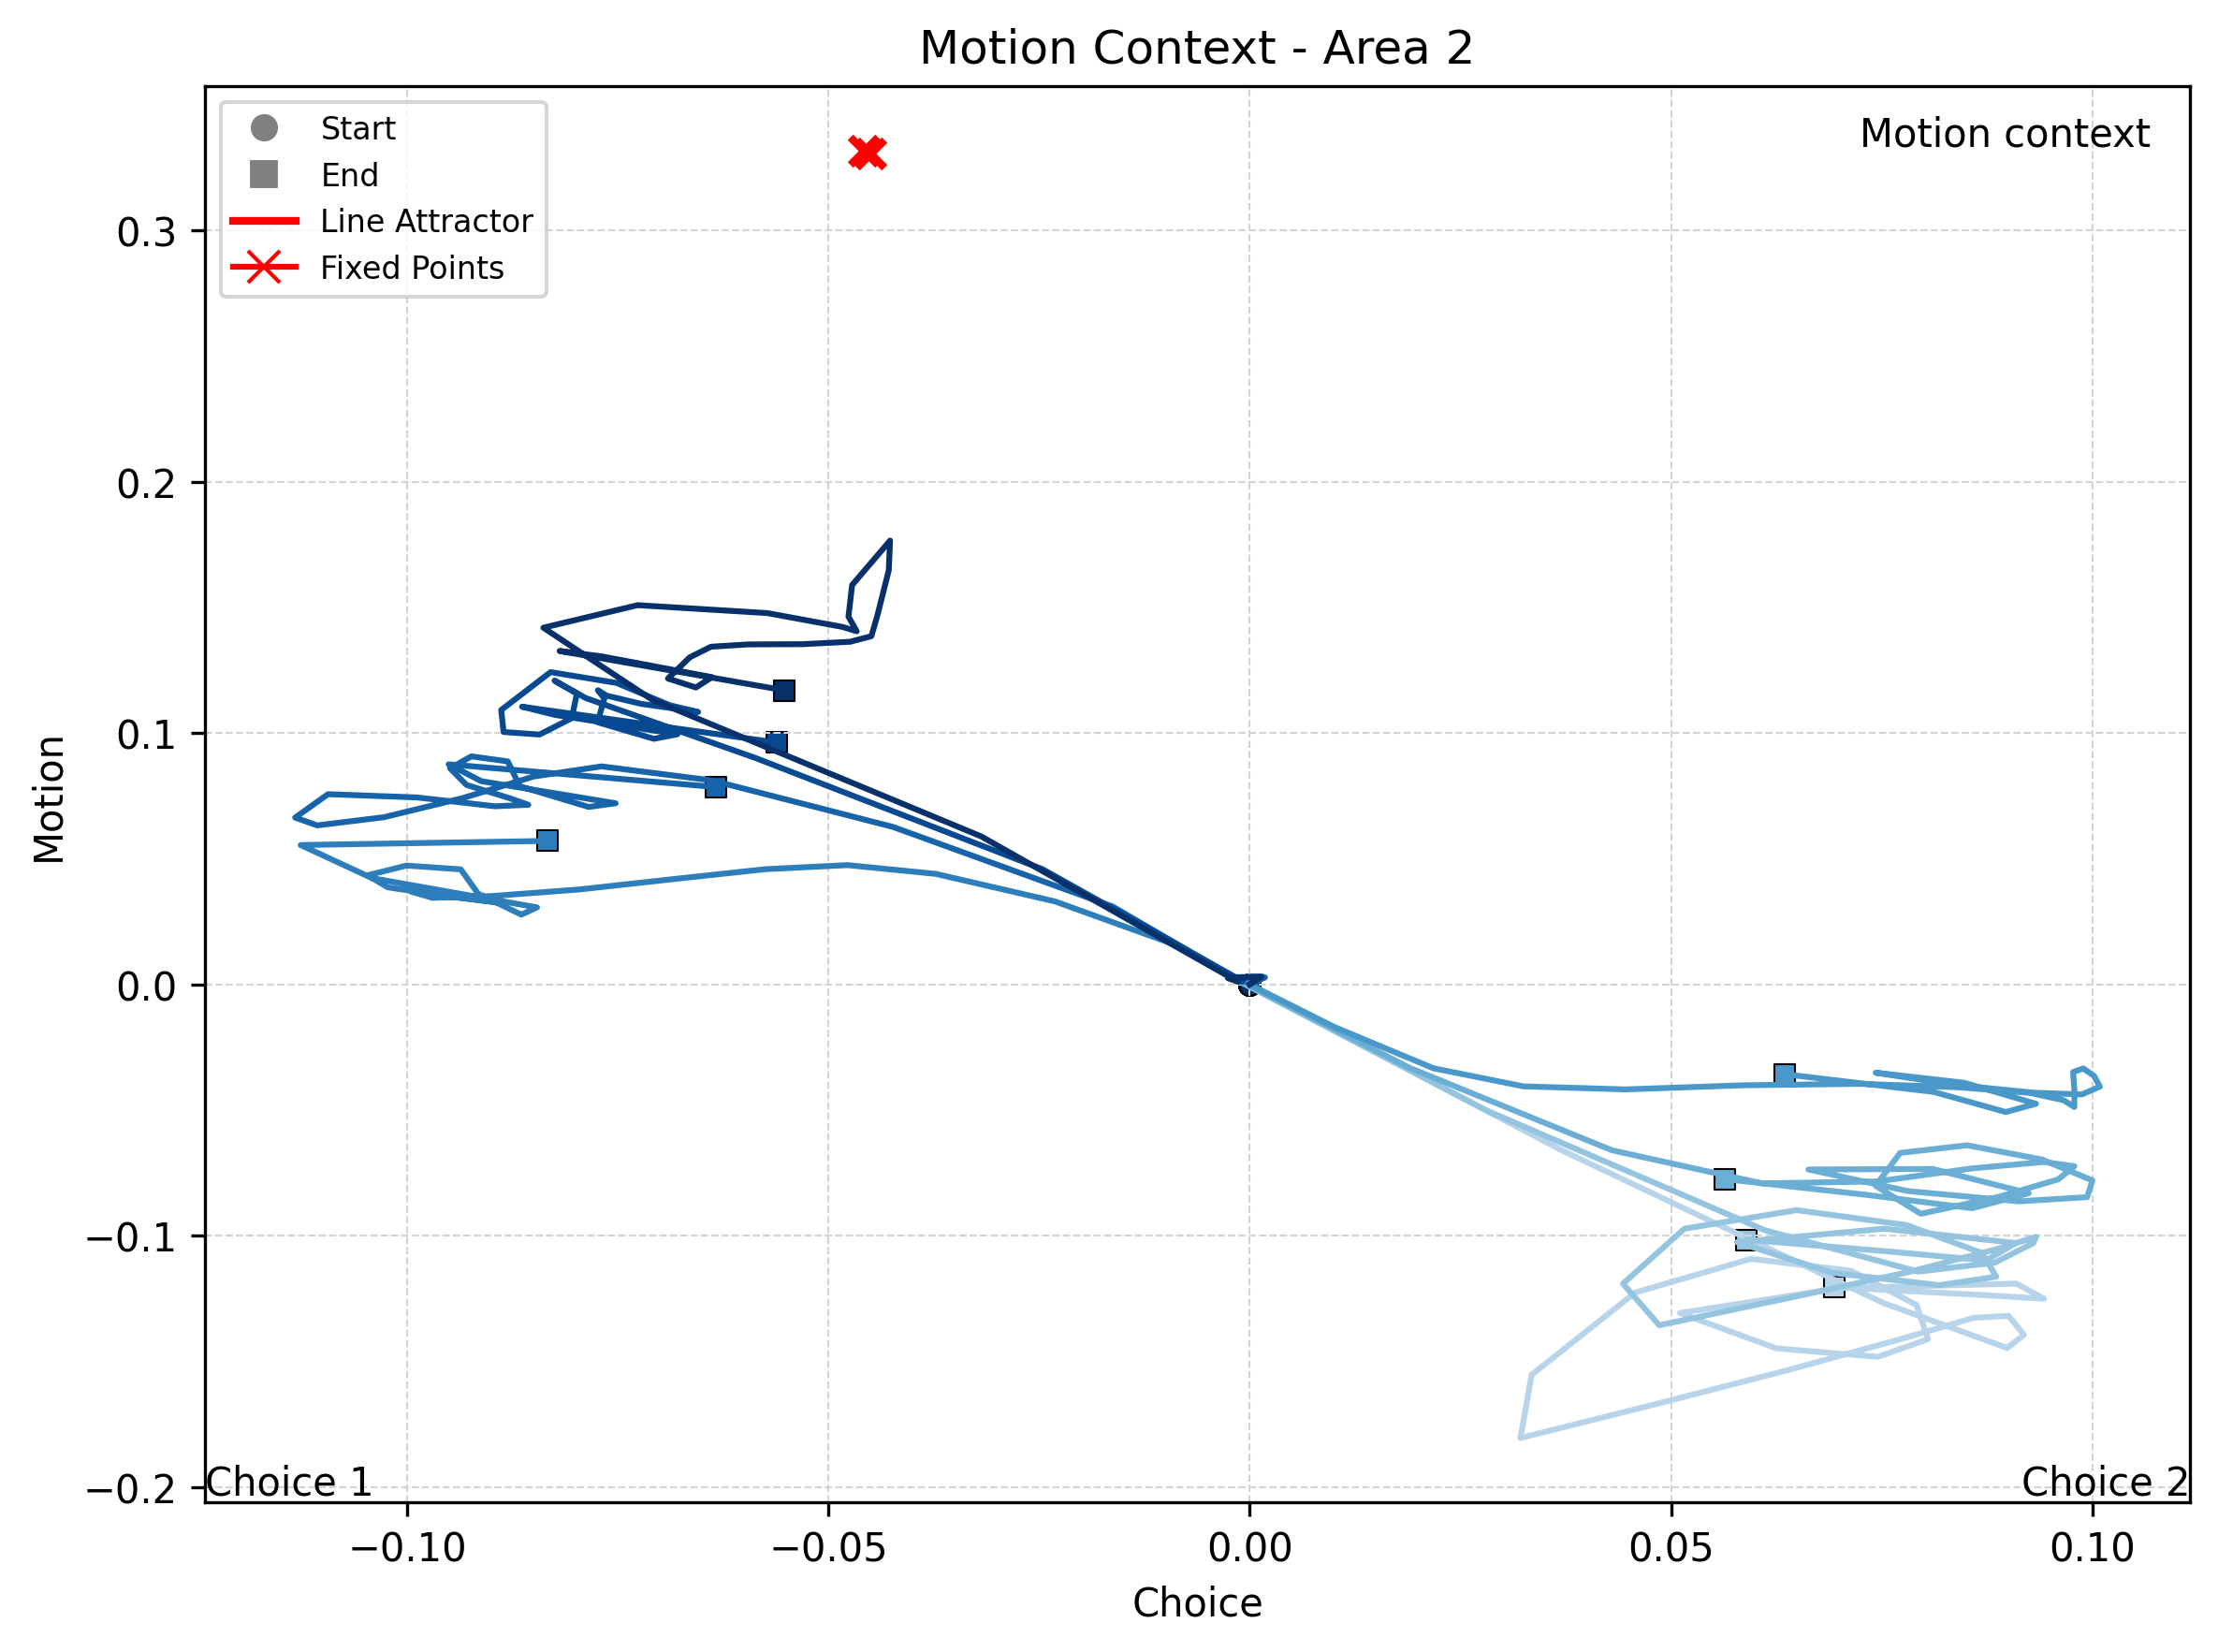 Motion Context - Area 2
Start
End
Line Attractor
Fixed Points
Motion context
0.3
0.2
0.1
0.0
−0.1
−0.2
Motion
Choice 1
Choice 2
−0.10
−0.05
0.00
0.05
0.10
Choice